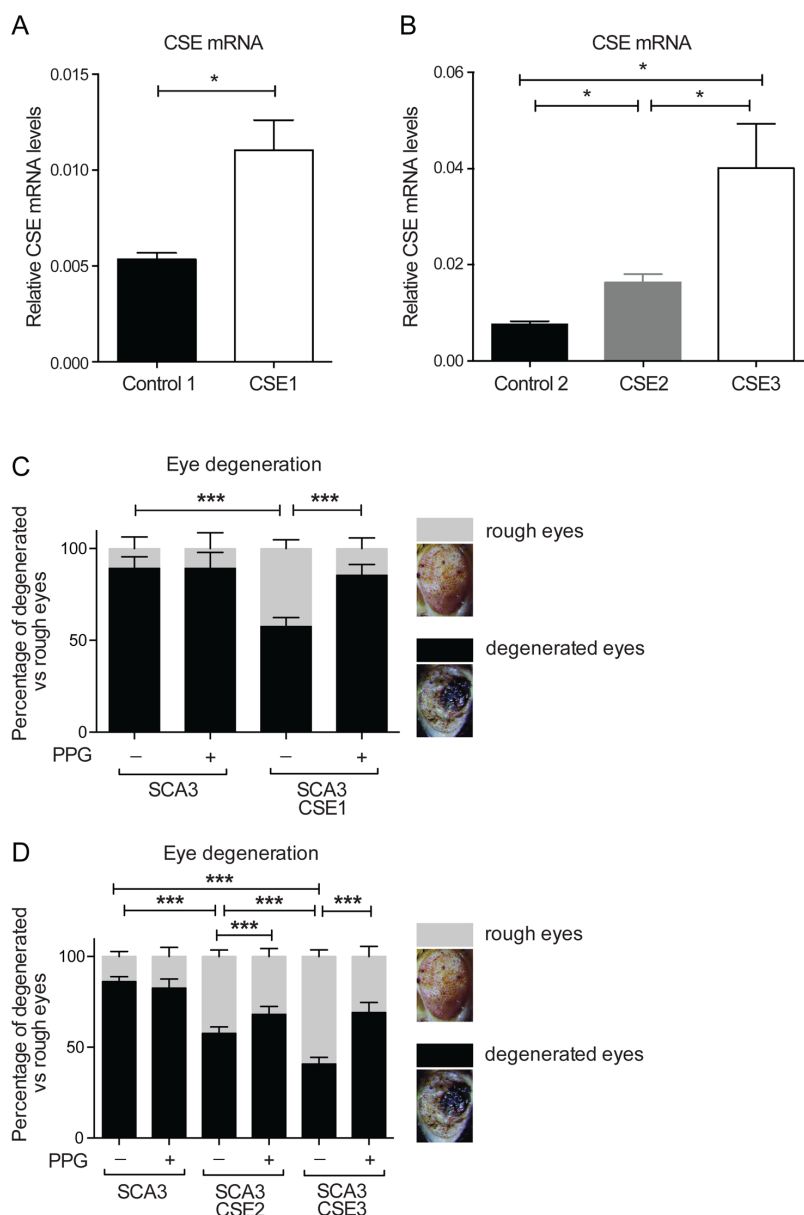 A
CSE mRNA
Relative CSE mRNA levels
0.015
0.010
0.005
0.000
*
Control 1
CSE1
B
CSE mRNA
Relative CSE mRNA levels
0.06
0.04
0.02
0.00
*
*
*
Control 2
CSE2
CSE3
C
Eye degeneration
Percentage of degenerated
vs rough eyes
100
50
0
***
***
PPG
–
+
–
+
SCA3
SCA3
CSE1
rough eyes
degenerated eyes
D
Eye degeneration
Percentage of degenerated
vs rough eyes
100
50
0
***
***
***
***
***
PPG
–
+
–
+
–
+
SCA3
SCA3
CSE2
SCA3
CSE3
rough eyes
degenerated eyes